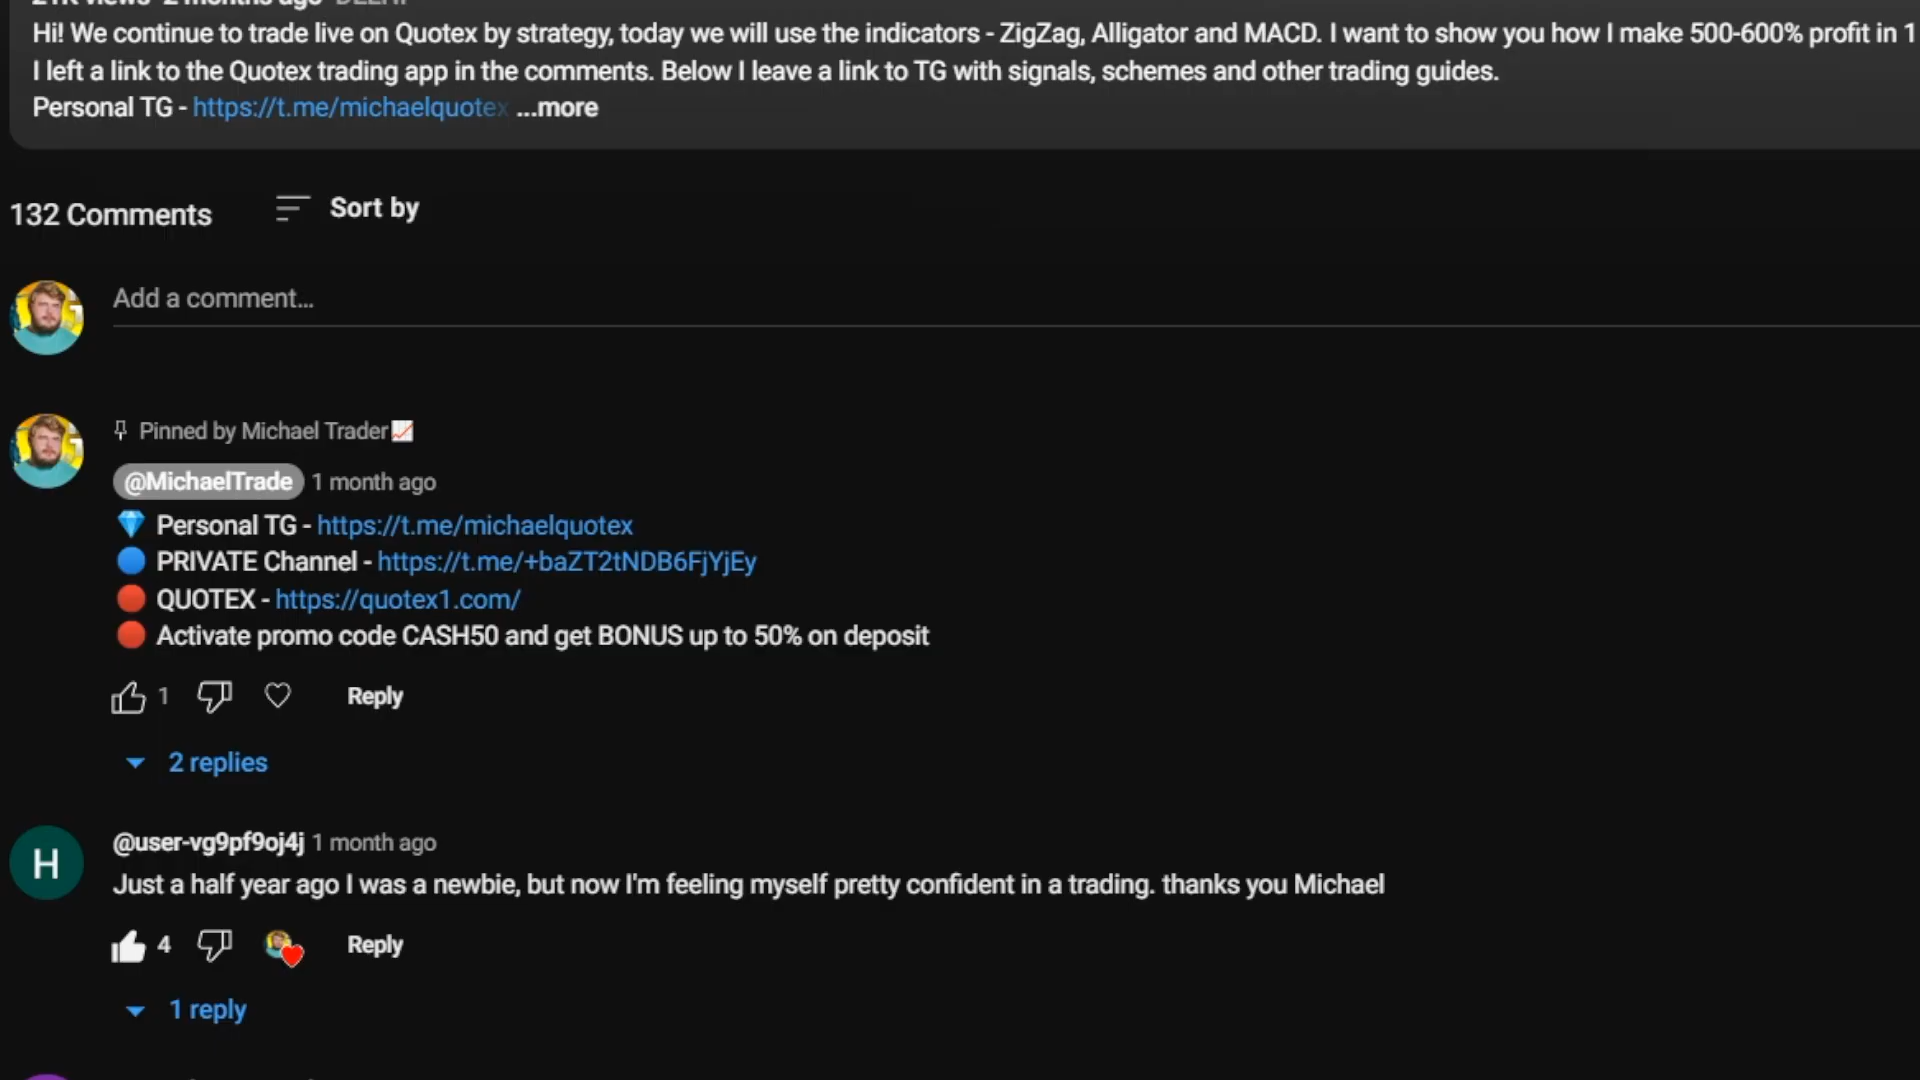 Hi! We continue to trade live on Quotex by strategy, today we will use the indicators - ZigZag, Alligator and MACD. I want to show you how I make 500-600% profit in 1
I left a link to the Quotex trading app in the comments. Below I leave a link to TG with signals, schemes and other trading guides.
Personal TG - https://t.me/michaelquotex ...more
132 Comments
Sort by
Add a comment...
Pinned by Michael Trader
@MichaelTrade 1 month ago
Personal TG - https://t.me/michaelquotex
PRIVATE Channel - https://t.me/+baZT2tNDB6FjYjEy
QUOTEX - https://quotex1.com/
Activate promo code CASH50 and get BONUS up to 50% on deposit
1 Reply
2 replies
H
@user-vg9pf9oj4j 1 month ago
Just a half year ago I was a newbie, but now I'm feeling myself pretty confident in a trading. thanks you Michael
4 Reply
1 reply